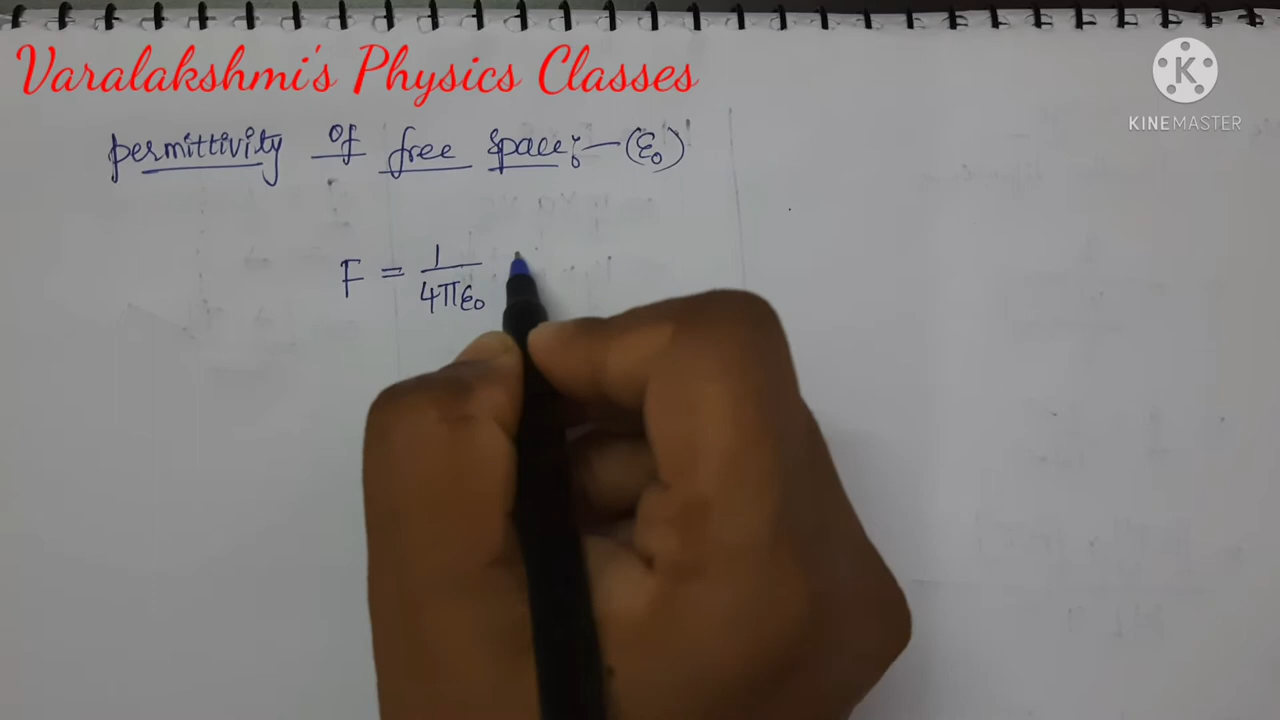 Varalakshmi's Physics Classes
KINEMASTER
permittivity of free space:-(ε₀)
F = 1/4πε₀